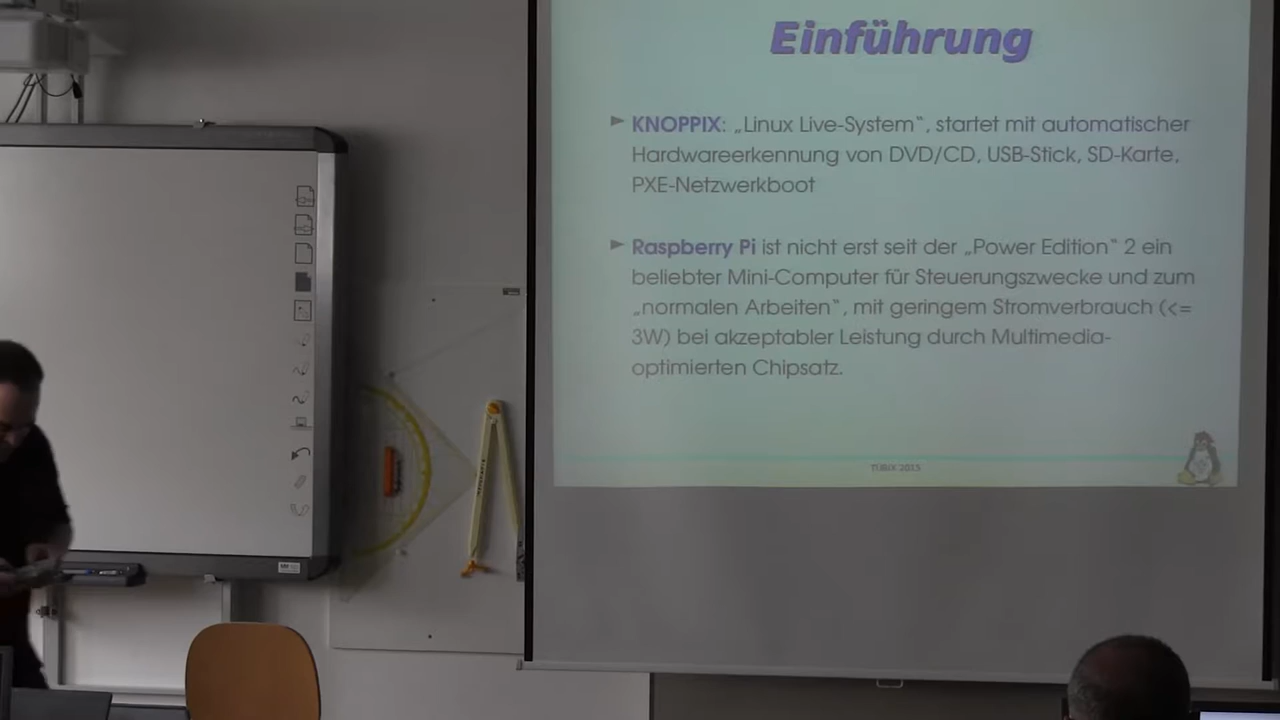 Einführung
KNOPPIX: „Linux Live-System“, startet mit automatischer
Hardwareerkennung von DVD/CD, USB-Stick, SD-Karte,
PXE-Netzwerkboot
Raspberry Pi ist nicht erst seit der „Power Edition“ 2 ein
beliebter Mini-Computer für Steuerungszwecke und zum
„normalen Arbeiten“, mit geringem Stromverbrauch (<=
3W) bei akzeptabler Leistung durch Multimedia-
optimierten Chipsatz.
TÜBIX 2015